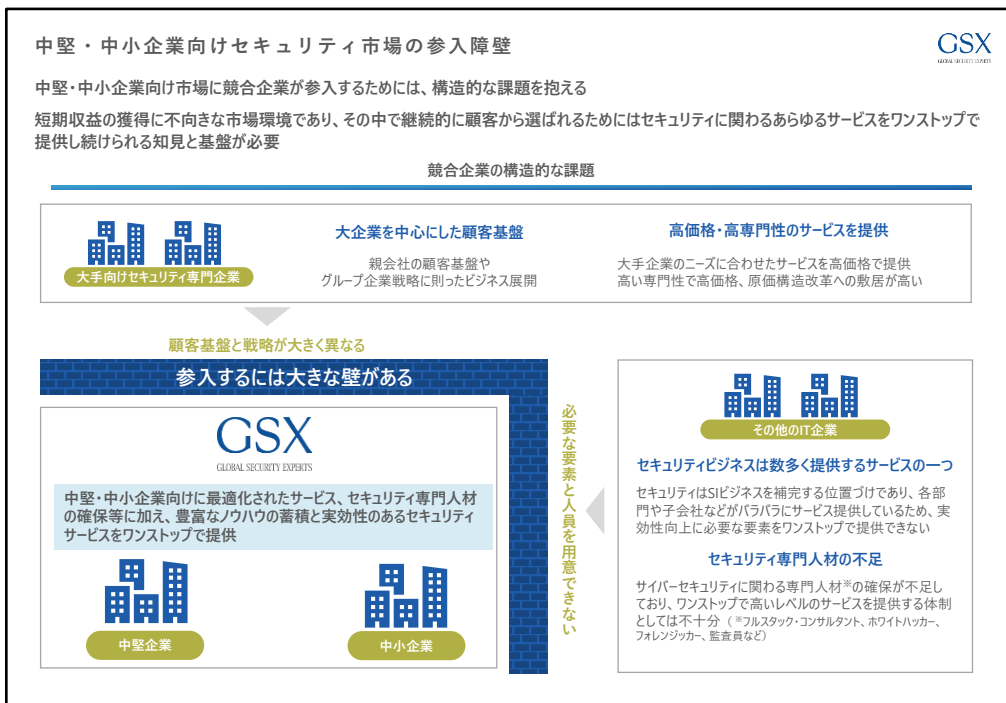 中堅・中小企業向けセキュリティ市場の参入障壁
GSX
GLOBAL SECURITY EXPERTS
中堅・中小企業向け市場に競合企業が参入するためには、構造的な課題を抱える
短期収益の獲得に不向きな市場環境であり、その中で継続的に顧客から選ばれるためにはセキュリティに関わるあらゆるサービスをワンストップで
提供し続けられる知見と基盤が必要
競合企業の構造的な課題
大手向けセキュリティ専門企業
大企業を中心にした顧客基盤
親会社の顧客基盤や
グループ企業戦略に則ったビジネス展開
高価格・高専門性のサービスを提供
大手企業のニーズに合わせたサービスを高価格で提供
高い専門性で高価格、原価構造改革への敷居が高い
顧客基盤と戦略が大きく異なる
参入するには大きな壁がある
GSX
GLOBAL SECURITY EXPERTS
中堅・中小企業向けに最適化されたサービス、セキュリティ専門人材
の確保等に加え、豊富なノウハウの蓄積と実効性のあるセキュリティ
サービスをワンストップで提供
中堅企業
中小企業
必要な要素と人員を用意できない
その他のIT企業
セキュリティビジネスは数多く提供するサービスの一つ
セキュリティはSIビジネスを補完する位置づけであり、各部
門や子会社などがバラバラにサービス提供しているため、実
効性向上に必要な要素をワンストップで提供できない
セキュリティ専門人材の不足
サイバーセキュリティに関わる専門人材※の確保が不足し
ており、ワンストップで高いレベルのサービスを提供する体制
としては不十分（※フルスタック・コンサルタント、ホワイトハッカー、
フォレンジッカー、監査員など）